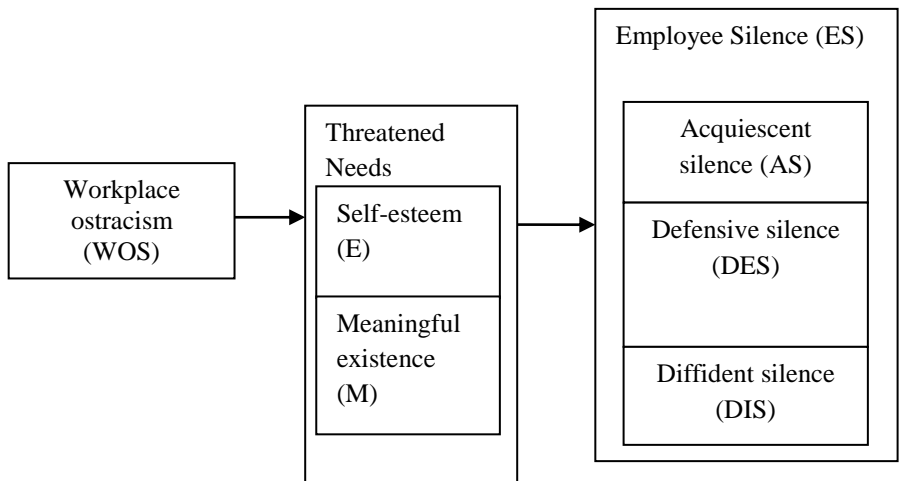 Workplace
ostracism
(WOS)
Threatened
Needs
Self-esteem
(E)
Meaningful
existence
(M)
Employee Silence (ES)
Acquiescent
silence (AS)
Defensive silence
(DES)
Diffident silence
(DIS)